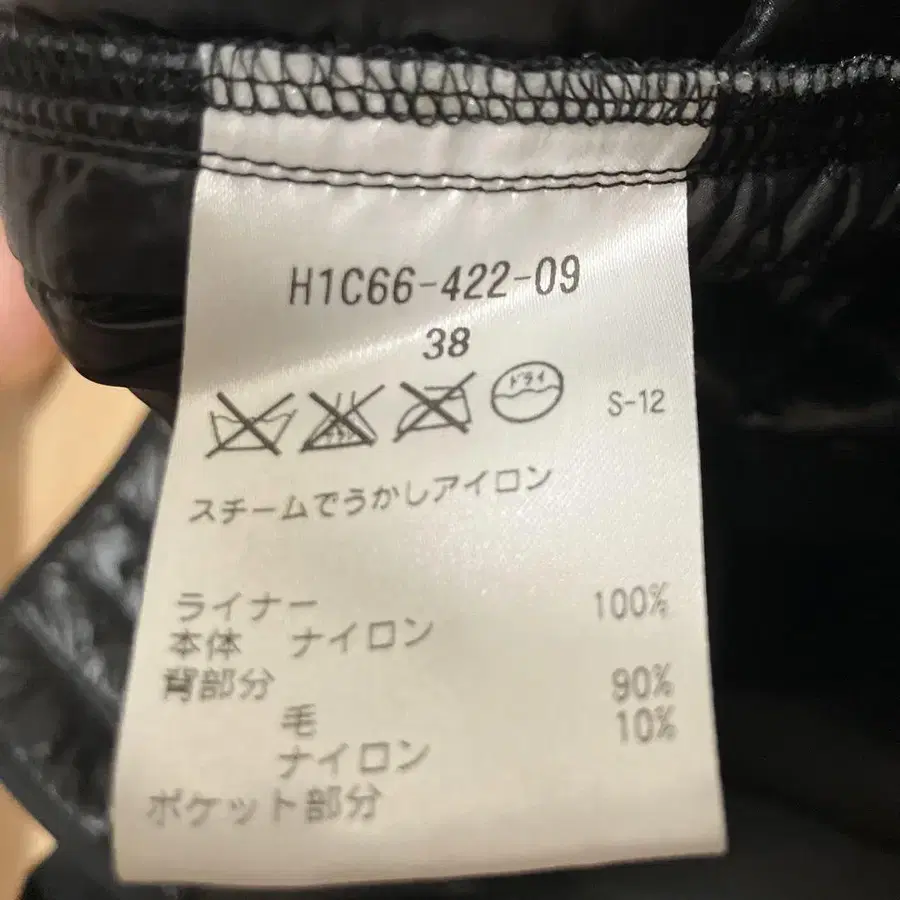 H1C66-422-09
38
ドライ
S-12
スチームでうかしアイロン
ライナー
本体 ナイロン 100%
背部分
毛 90%
ナイロン 10%
ポケット部分